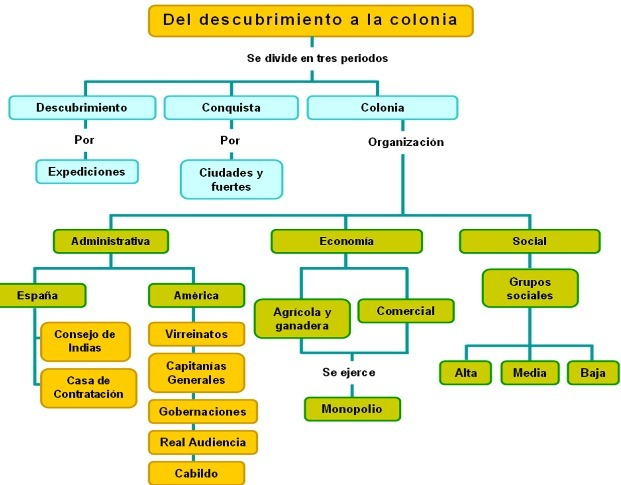 Del descubrimiento a la colonia
Se divide en tres periodos
Descubrimiento
Conquista
Colonia
Por
Por
Organización
Expediciones
Ciudades y
fuertes
Administrativa
Economía
Social
España
América
Agrícola y
ganadera
Comercial
Grupos
sociales
Consejo de
Indias
Casa de
Contratación
Virreinatos
Capitanías
Generales
Gobernaciones
Real Audiencia
Cabildo
Se ejerce
Monopolio
Alta
Media
Baja